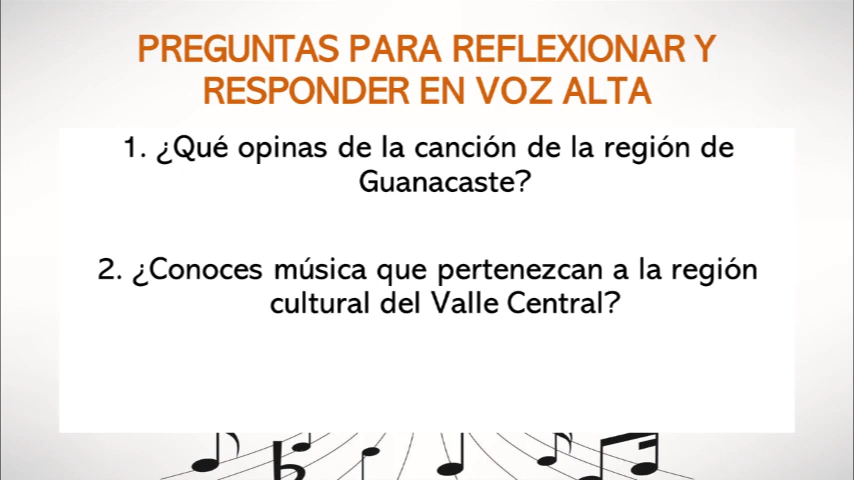 PREGUNTAS PARA REFLEXIONAR Y
RESPONDER EN VOZ ALTA
1. ¿Qué opinas de la canción de la región de
Guanacaste?
2. ¿Conoces música que pertenezcan a la región
cultural del Valle Central?